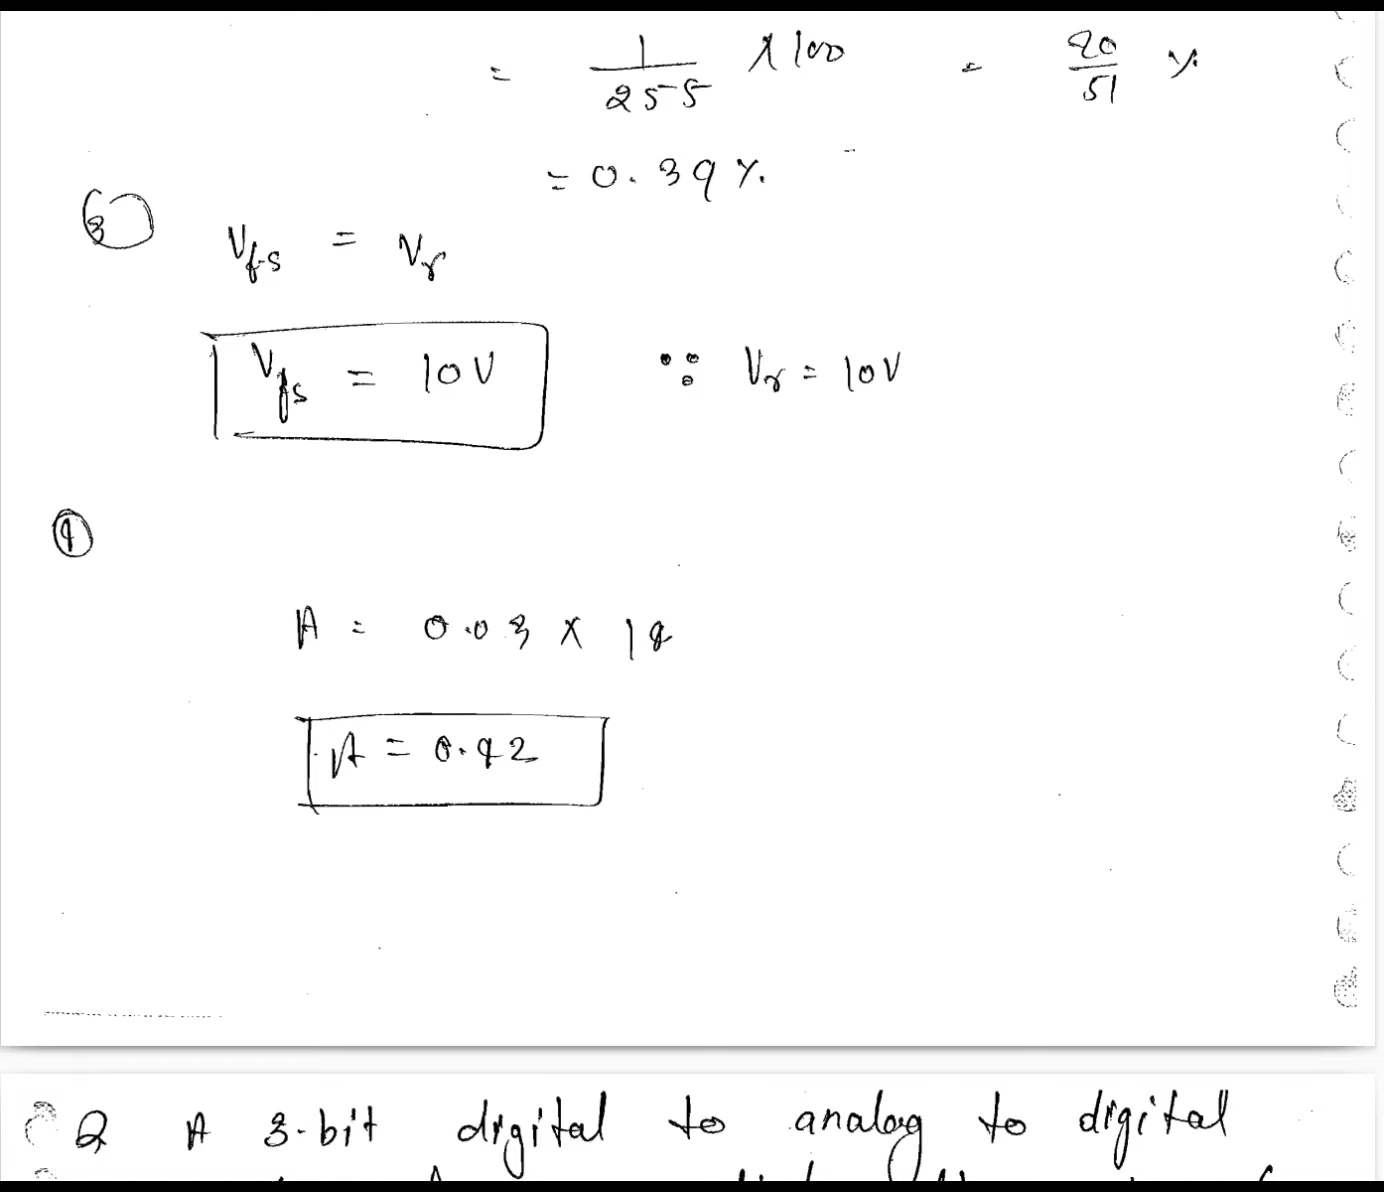 = 1/255 × 100 = 20/51 %
= 0.39 %
③
Vfs = Vr
Vfs = 10V ∵ Vr = 10V
④
A = 0.03 × 14
A = 0.42
Q A 3-bit digital to analog to digital